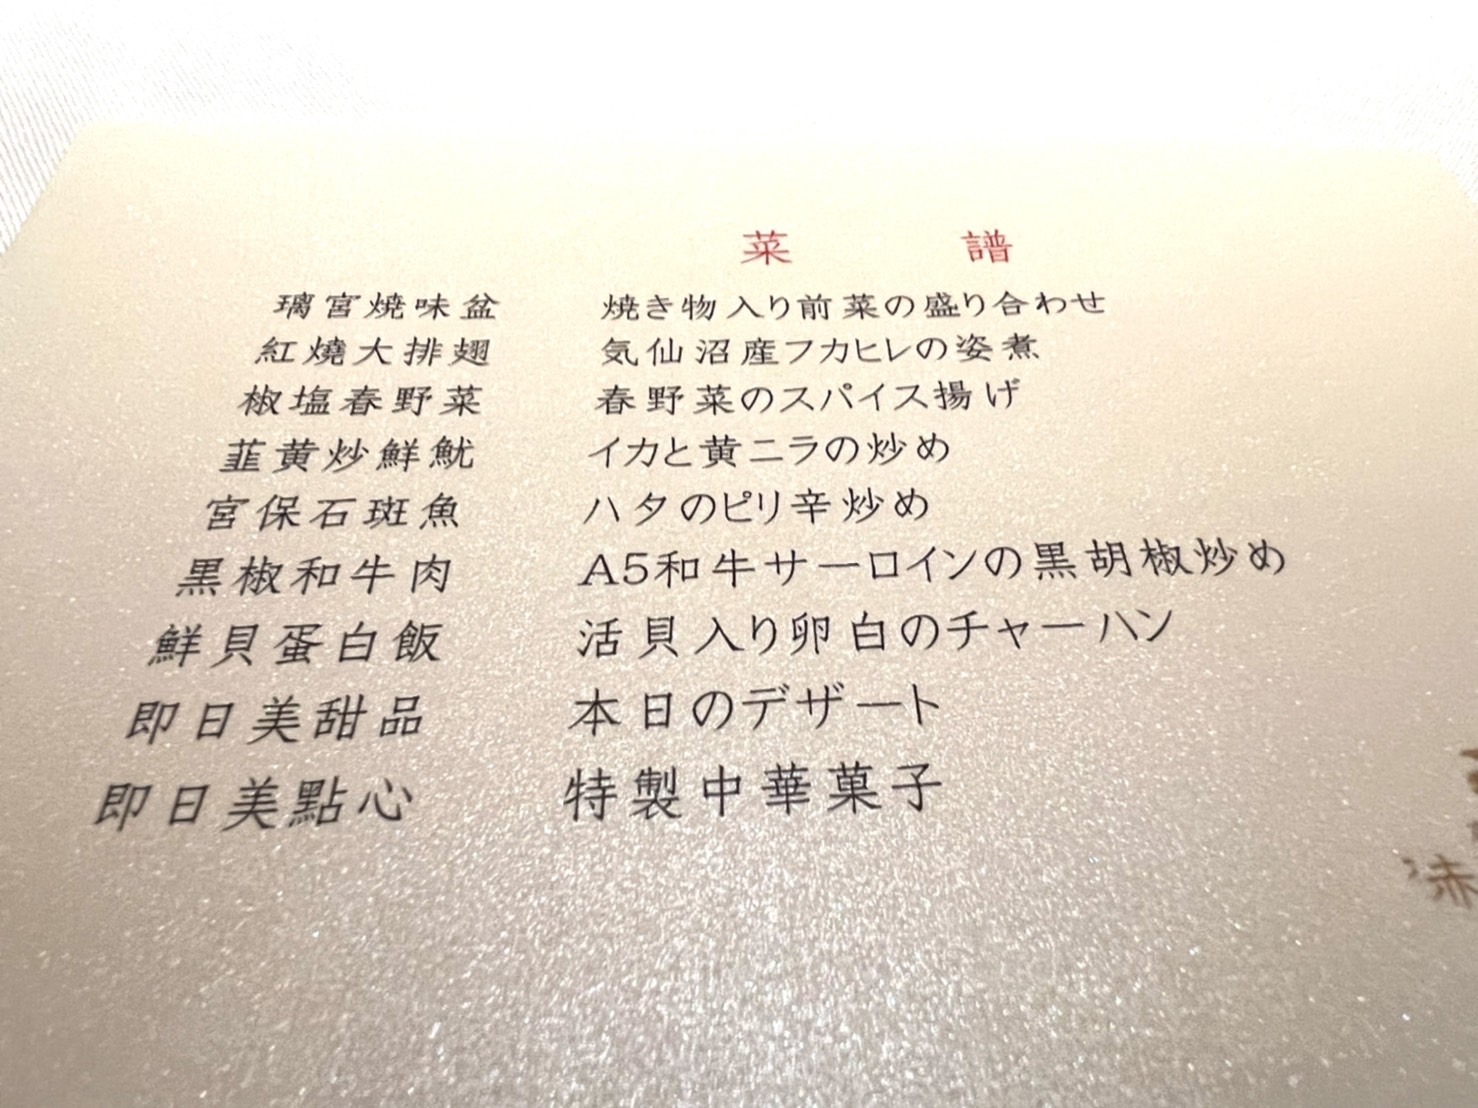 菜譜
璃宮燒味盆 焼き物入り前菜の盛り合わせ
紅燒大排翅 気仙沼産フカヒレの姿煮
椒塩春野菜 春野菜のスパイス揚げ
韮黄炒鮮魷 イカと黄ニラの炒め
宮保石斑魚 ハタのピリ辛炒め
黒椒和牛肉 A5和牛サーロインの黒胡椒炒め
鮮貝蛋白飯 活貝入り卵白のチャーハン
即日美甜品 本日のデザート
即日美點心 特製中華菓子